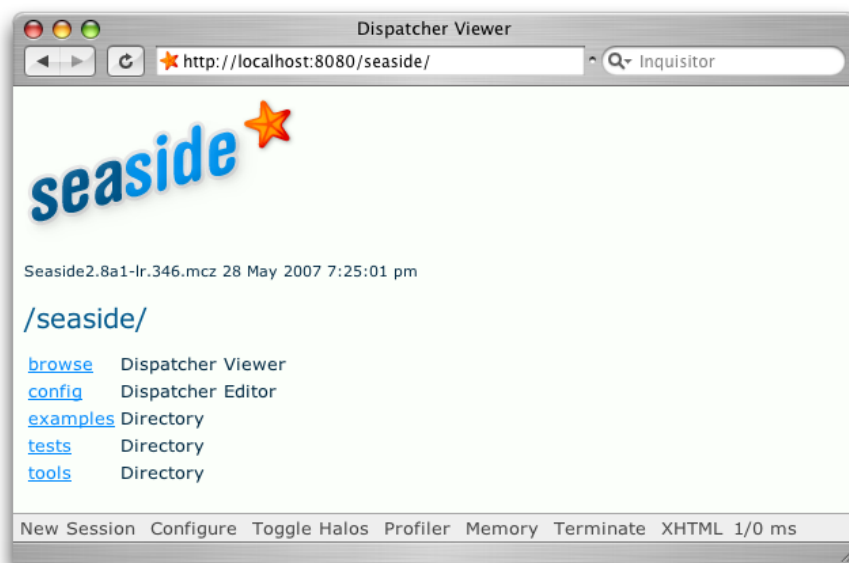 Dispatcher Viewer
http://localhost:8080/seaside/ Inquisitor
seaside
Seaside2.8a1-lr.346.mcz 28 May 2007 7:25:01 pm
/seaside/
browse Dispatcher Viewer
config Dispatcher Editor
examples Directory
tests Directory
tools Directory
New Session Configure Toggle Halos Profiler Memory Terminate XHTML 1/0 ms